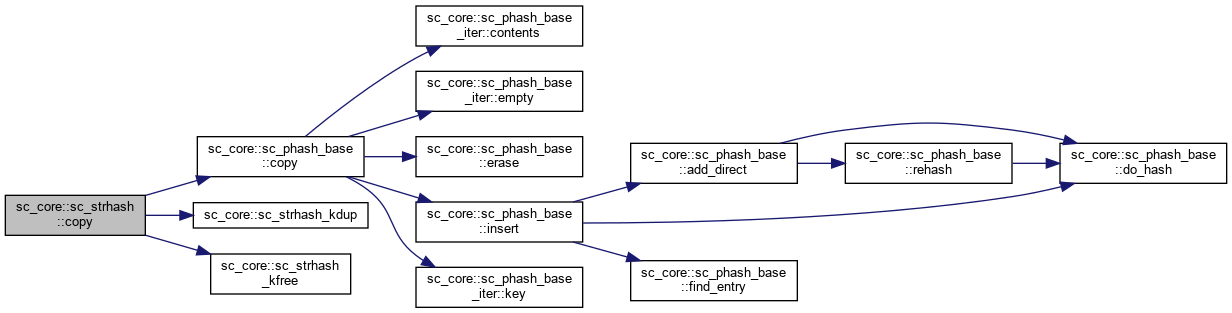 sc_core::sc_strhash
::copy
sc_core::sc_phash_base
::copy
sc_core::sc_strhash_kdup
sc_core::sc_strhash
_kfree
sc_core::sc_phash_base
_iter::contents
sc_core::sc_phash_base
_iter::empty
sc_core::sc_phash_base
::erase
sc_core::sc_phash_base
::insert
sc_core::sc_phash_base
_iter::key
sc_core::sc_phash_base
::add_direct
sc_core::sc_phash_base
::find_entry
sc_core::sc_phash_base
::rehash
sc_core::sc_phash_base
::do_hash